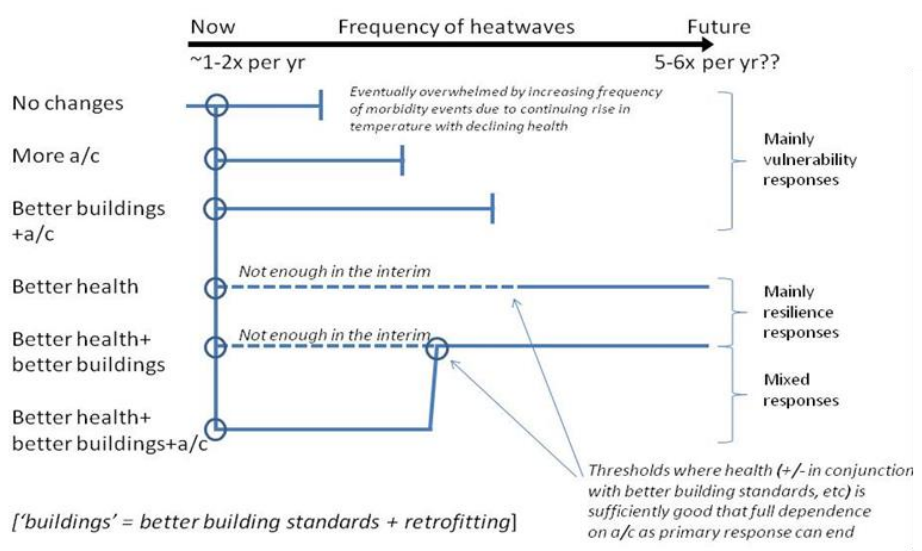 Now Frequency of heatwaves Future
~1-2x per yr 5-6x per yr??
No changes
Eventually overwhelmed by increasing frequency
of morbidity events due to continuing rise in
temperature with declining health
More a/c
Better buildings
+a/c
Mainly
vulnerability
responses
Better health
Not enough in the interim
Mainly
resilience
responses
Better health+
better buildings
Not enough in the interim
Mixed
responses
Better health+
better buildings+a/c
Thresholds where health (+/- in conjunction
with better building standards, etc) is
sufficiently good that full dependence
on a/c as primary response can end
['buildings' = better building standards + retrofitting]